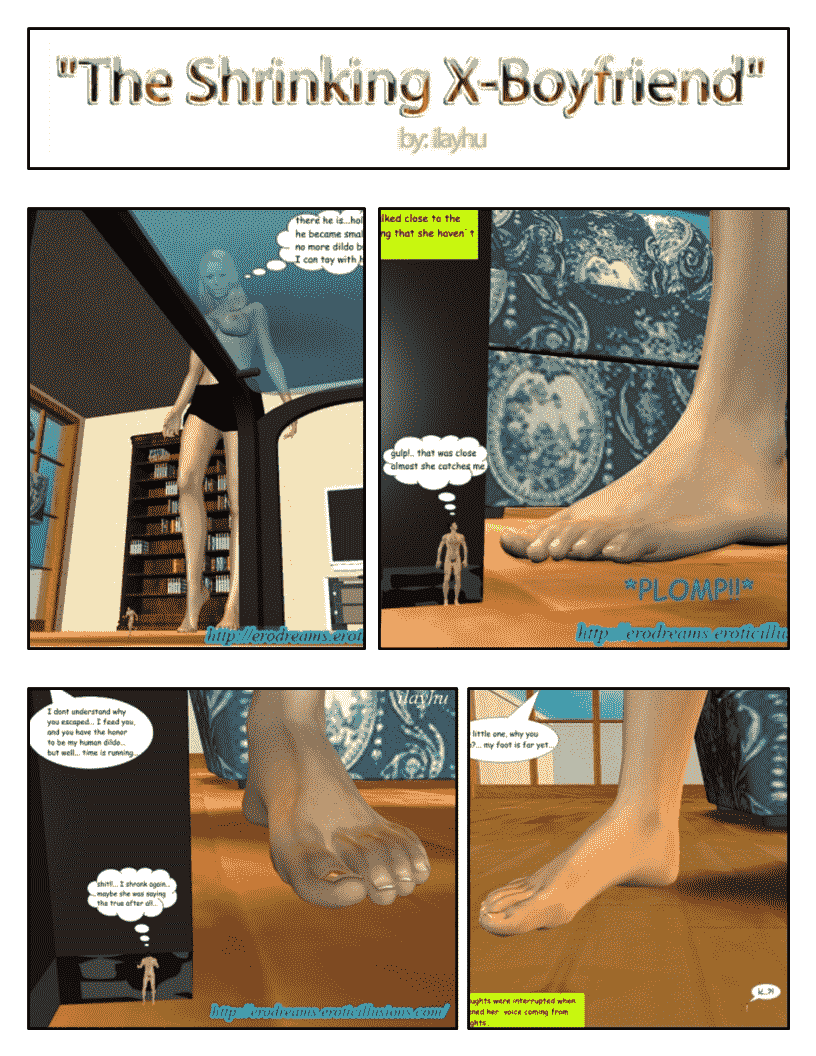 "The Shrinking X-Boyfriend"
by: ilayhu
there he is...hol
he became smal
no more dildo b
I can toy with h
http://erodreams.erot
lked close to the
ng that she haven´t
gulp!.. that was close
almost she catches me
*PLOMP!!*
http://erodreams.eroticillus
ilayhu
I dont understand why
you escaped... I feed you,
and you have the honor
to be my human dildo...
but well... time is running...
shit!!... I shrank again..
maybe she was saying
the true after all...
http://erodreams.eroticillusions.com/
little one, why you
?... my foot is far yet...
oughts were interrupted when
ned her voice coming from
ghts.